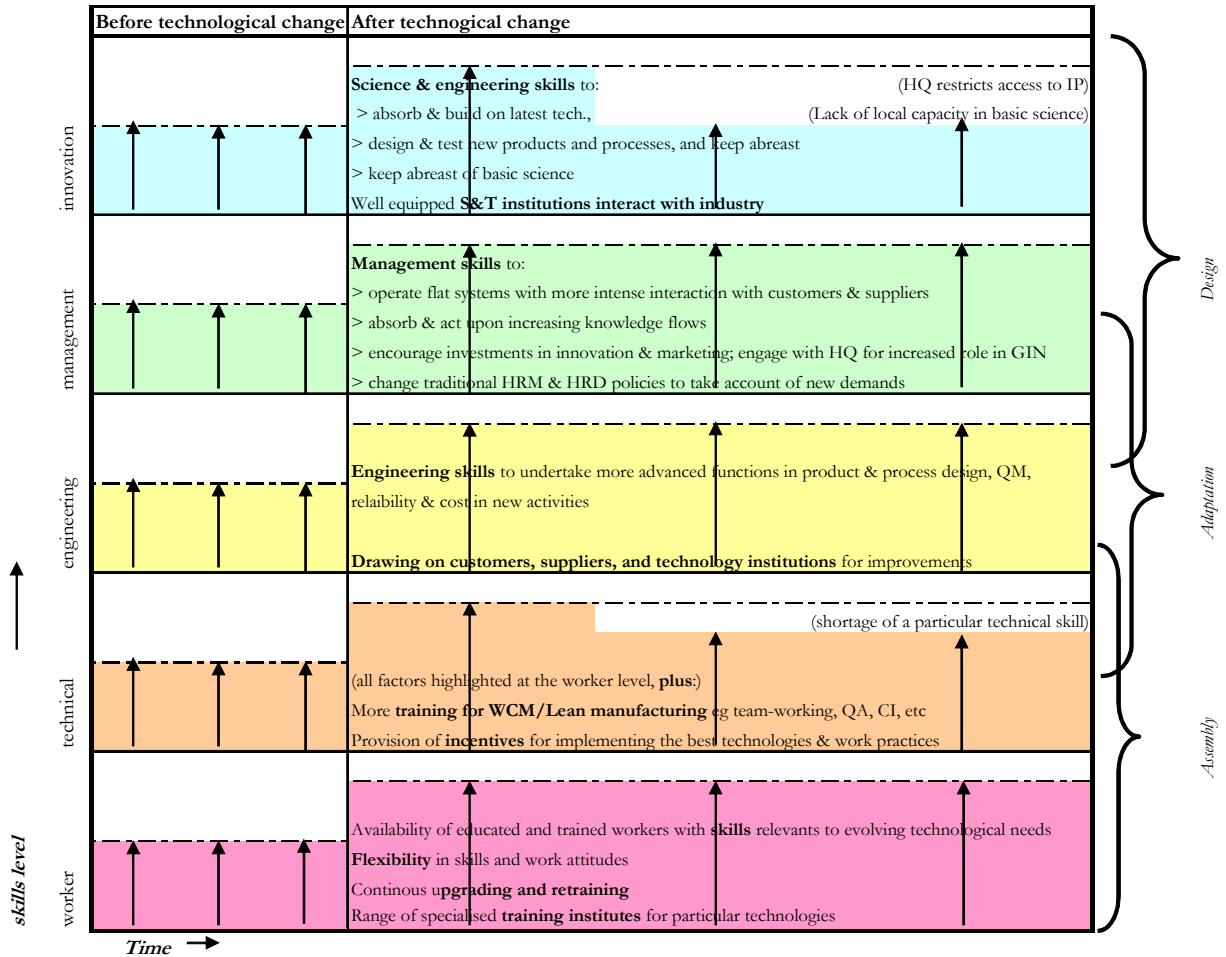 Before technological change
After technogical change
innovation
Science & engineering skills to:
(HQ restricts access to IP)
> absorb & build on latest tech.,
(Lack of local capacity in basic science)
> design & test new products and processes, and keep abreast
> keep abreast of basic science
Well equipped S&T institutions interact with industry
management
Management skills to:
> operate flat systems with more intense interaction with customers & suppliers
> absorb & act upon increasing knowledge flows
> encourage investments in innovation & marketing; engage with HQ for increased role in GIN
> change traditional HRM & HRD policies to take account of new demands
engineering
Engineering skills to undertake more advanced functions in product & process design, QM,
relaibility & cost in new activities
Drawing on customers, suppliers, and technology institutions for improvements
technical
(shortage of a particular technical skill)
(all factors highlighted at the worker level, plus:)
More training for WCM/Lean manufacturing eg team-working, QA, CI, etc
Provision of incentives for implementing the best technologies & work practices
worker
Availability of educated and trained workers with skills relevants to evolving technological needs
Flexibility in skills and work attitudes
Continous upgrading and retraining
Range of specialised training institutes for particular technologies
skills level
Time
Design
Adaptation
Assembly